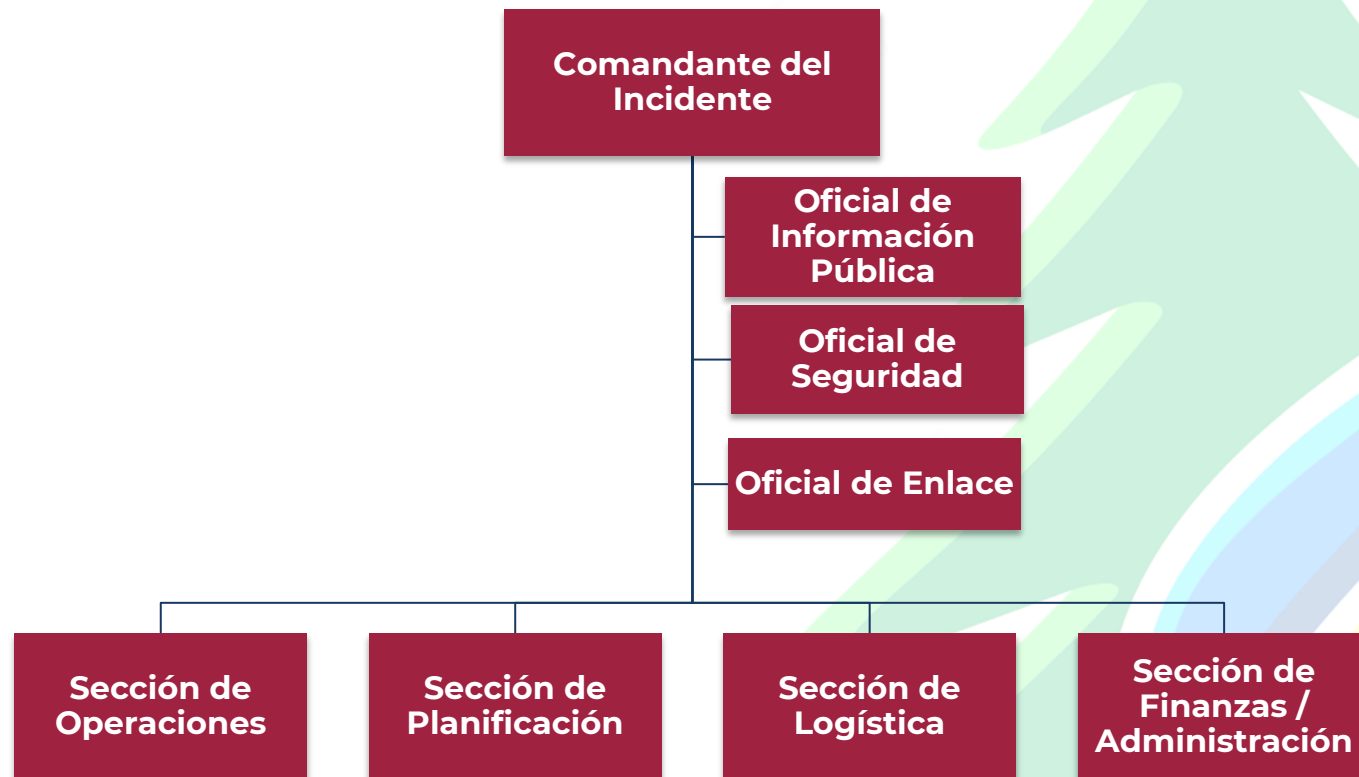 Comandante del
Incidente
Oficial de
Información
Pública
Oficial de
Seguridad
Oficial de Enlace
Sección de
Operaciones
Sección de
Planificación
Sección de
Logística
Sección de
Finanzas /
Administración